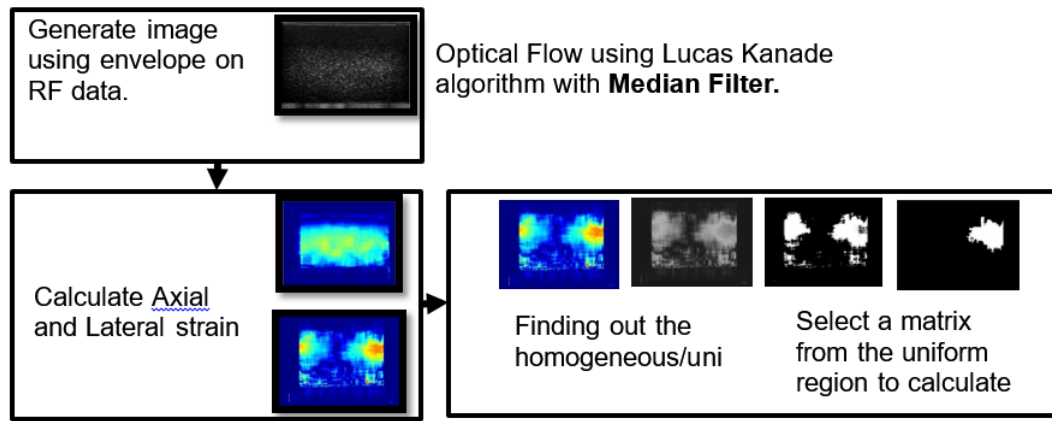 Generate image
using envelope on
RF data.
Optical Flow using Lucas Kanade
algorithm with Median Filter.
Calculate Axial
and Lateral strain
Finding out the
homogeneous/uni
Select a matrix
from the uniform
region to calculate